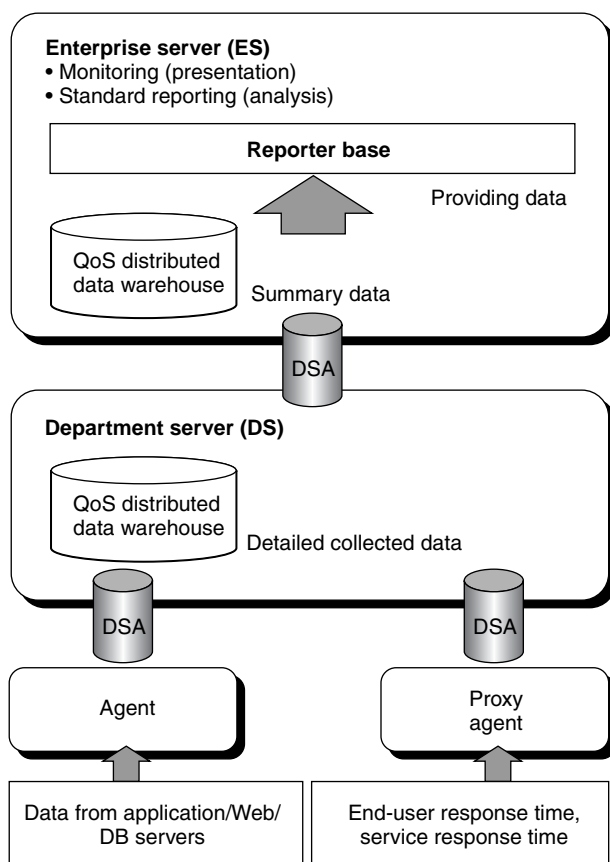 Enterprise server (ES)
• Monitoring (presentation)
• Standard reporting (analysis)
Reporter base
Providing data
QoS distributed
data warehouse
Summary data
DSA
Department server (DS)
QoS distributed
data warehouse
Detailed collected data
DSA
DSA
Agent
Proxy
agent
Data from application/Web/
DB servers
End-user response time,
service response time